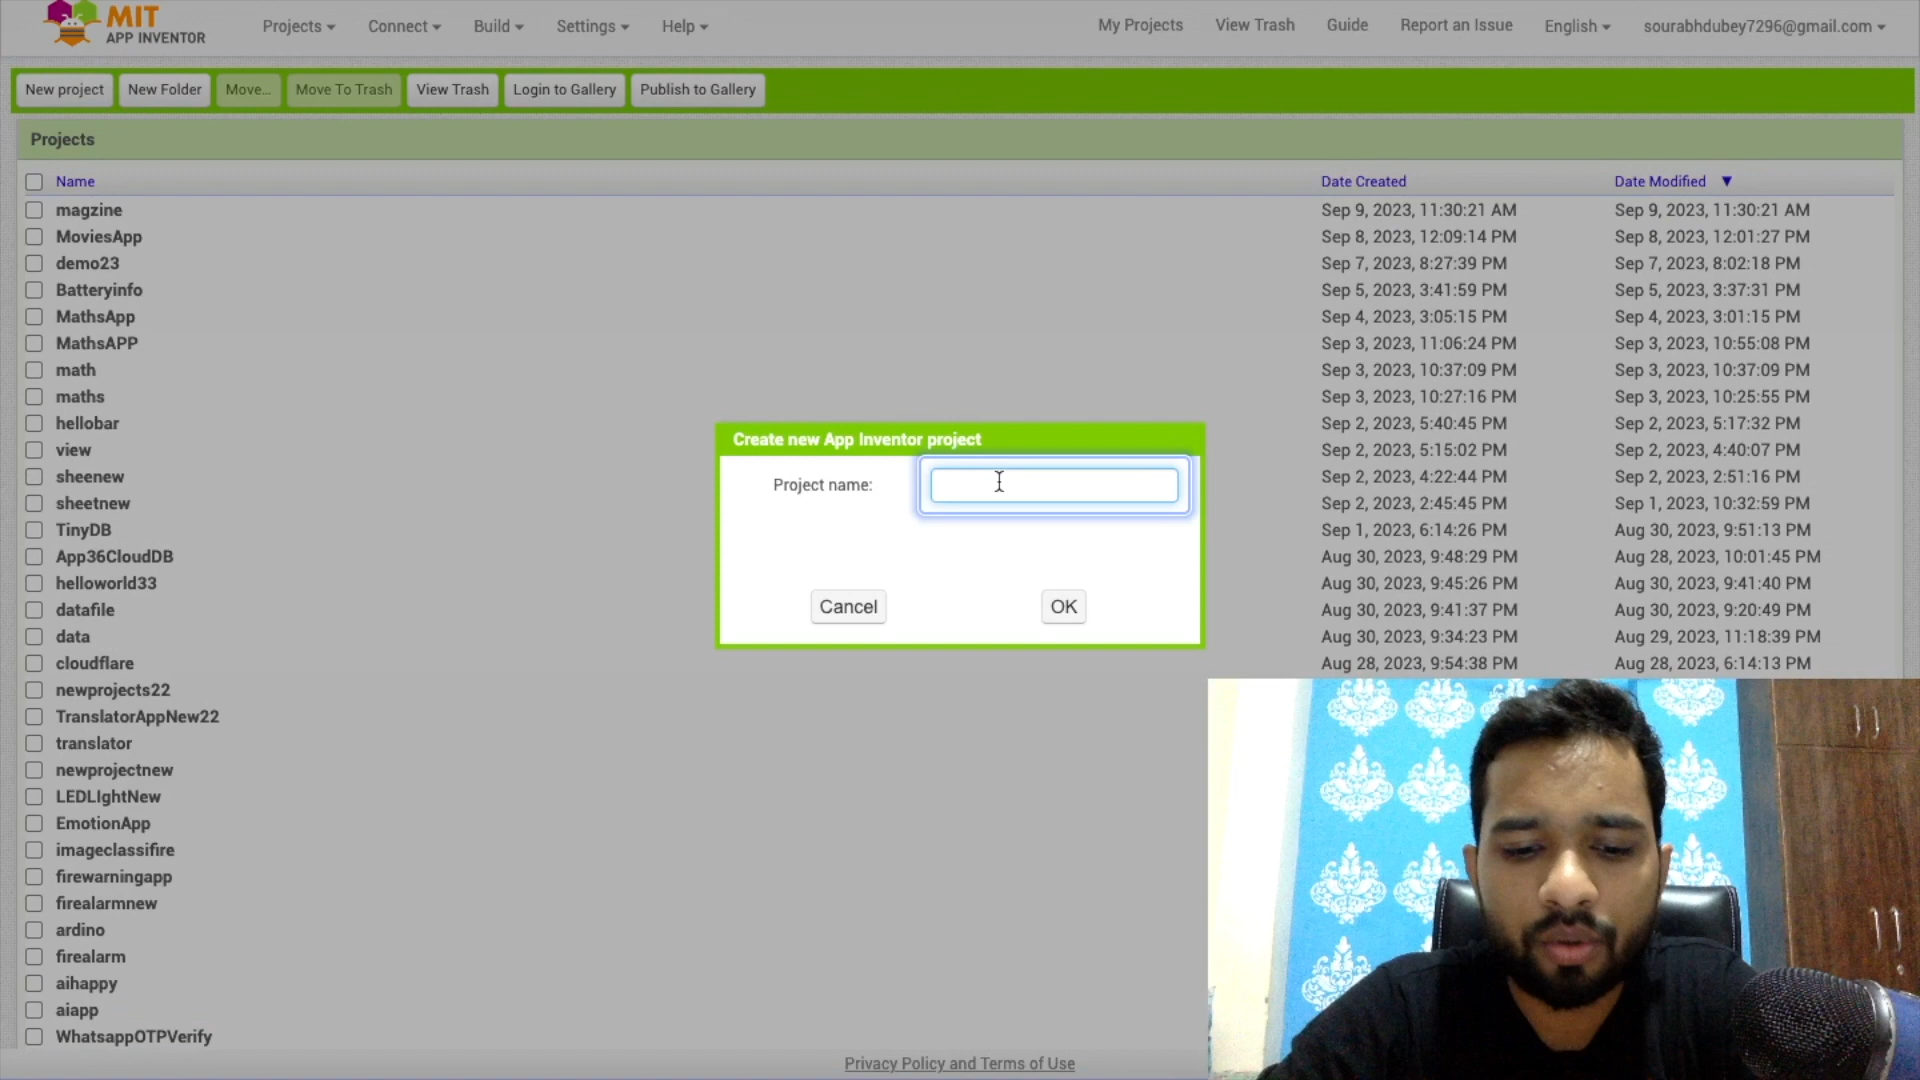 MIT
APP INVENTOR
Projects Connect Build Settings Help My Projects View Trash Guide Report an Issue English sourabhdubey7296@gmail.com
New project New Folder Move... Move To Trash View Trash Login to Gallery Publish to Gallery
Projects
Name Date Created Date Modified ▼
magzine Sep 9, 2023, 11:30:21 AM Sep 9, 2023, 11:30:21 AM
MoviesApp Sep 8, 2023, 12:09:14 PM Sep 8, 2023, 12:01:27 PM
demo23 Sep 7, 2023, 8:27:39 PM Sep 7, 2023, 8:02:18 PM
Batteryinfo Sep 5, 2023, 3:41:59 PM Sep 5, 2023, 3:37:31 PM
MathsApp Sep 4, 2023, 3:05:15 PM Sep 4, 2023, 3:01:15 PM
MathsAPP Sep 3, 2023, 11:06:24 PM Sep 3, 2023, 10:55:08 PM
math Sep 3, 2023, 10:37:09 PM Sep 3, 2023, 10:37:09 PM
maths Sep 3, 2023, 10:27:16 PM Sep 3, 2023, 10:25:55 PM
hellobar Sep 2, 2023, 5:40:45 PM Sep 2, 2023, 5:17:32 PM
view Sep 2, 2023, 5:15:02 PM Sep 2, 2023, 4:40:07 PM
sheenew Sep 2, 2023, 4:22:44 PM Sep 2, 2023, 2:51:16 PM
sheetnew Sep 2, 2023, 2:45:45 PM Sep 1, 2023, 10:32:59 PM
TinyDB Sep 1, 2023, 6:14:26 PM Aug 30, 2023, 9:51:13 PM
App36CloudDB Aug 30, 2023, 9:48:29 PM Aug 28, 2023, 10:01:45 PM
helloworld33 Aug 30, 2023, 9:45:26 PM Aug 30, 2023, 9:41:40 PM
datafile Aug 30, 2023, 9:41:37 PM Aug 30, 2023, 9:20:49 PM
data Aug 30, 2023, 9:34:23 PM Aug 29, 2023, 11:18:39 PM
cloudflare Aug 28, 2023, 9:54:38 PM Aug 28, 2023, 6:14:13 PM
newprojects22
TranslatorAppNew22
translator
newprojectnew
LEDLIghtNew
EmotionApp
imageclassifire
firewarningapp
firealarmnew
ardino
firealarm
aihappy
aiapp
WhatsappOTPVerify
Create new App Inventor project
Project name:
Cancel OK
Privacy Policy and Terms of Use